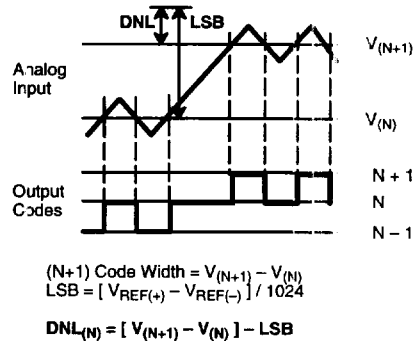 DNL LSB
V(N+1)
Analog
Input
V(N)
N + 1
Output
Codes
N
N – 1
(N+1) Code Width = V(N+1) – V(N)
LSB = [ VREF(+) – VREF(–) ] / 1024
DNL(N) = [ V(N+1) – V(N) ] – LSB